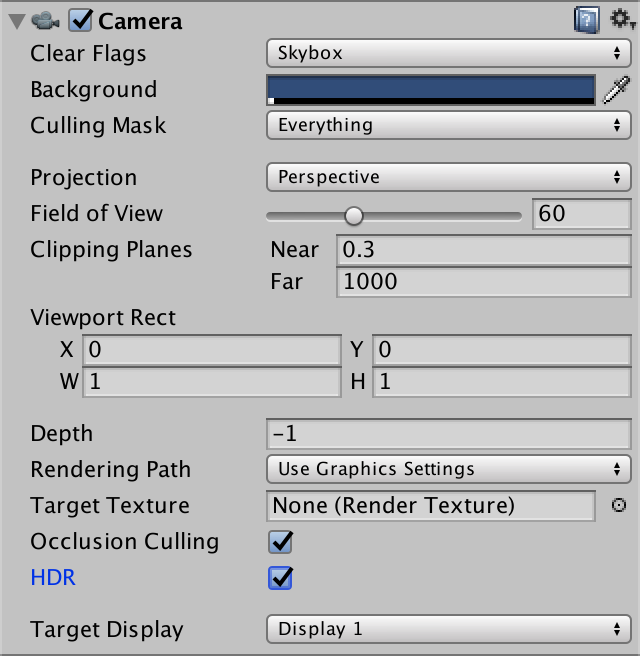 Camera
Clear Flags Skybox
Background
Culling Mask Everything
Projection Perspective
Field of View 60
Clipping Planes Near 0.3
Far 1000
Viewport Rect
X 0 Y 0
W 1 H 1
Depth -1
Rendering Path Use Graphics Settings
Target Texture None (Render Texture)
Occlusion Culling
HDR
Target Display Display 1